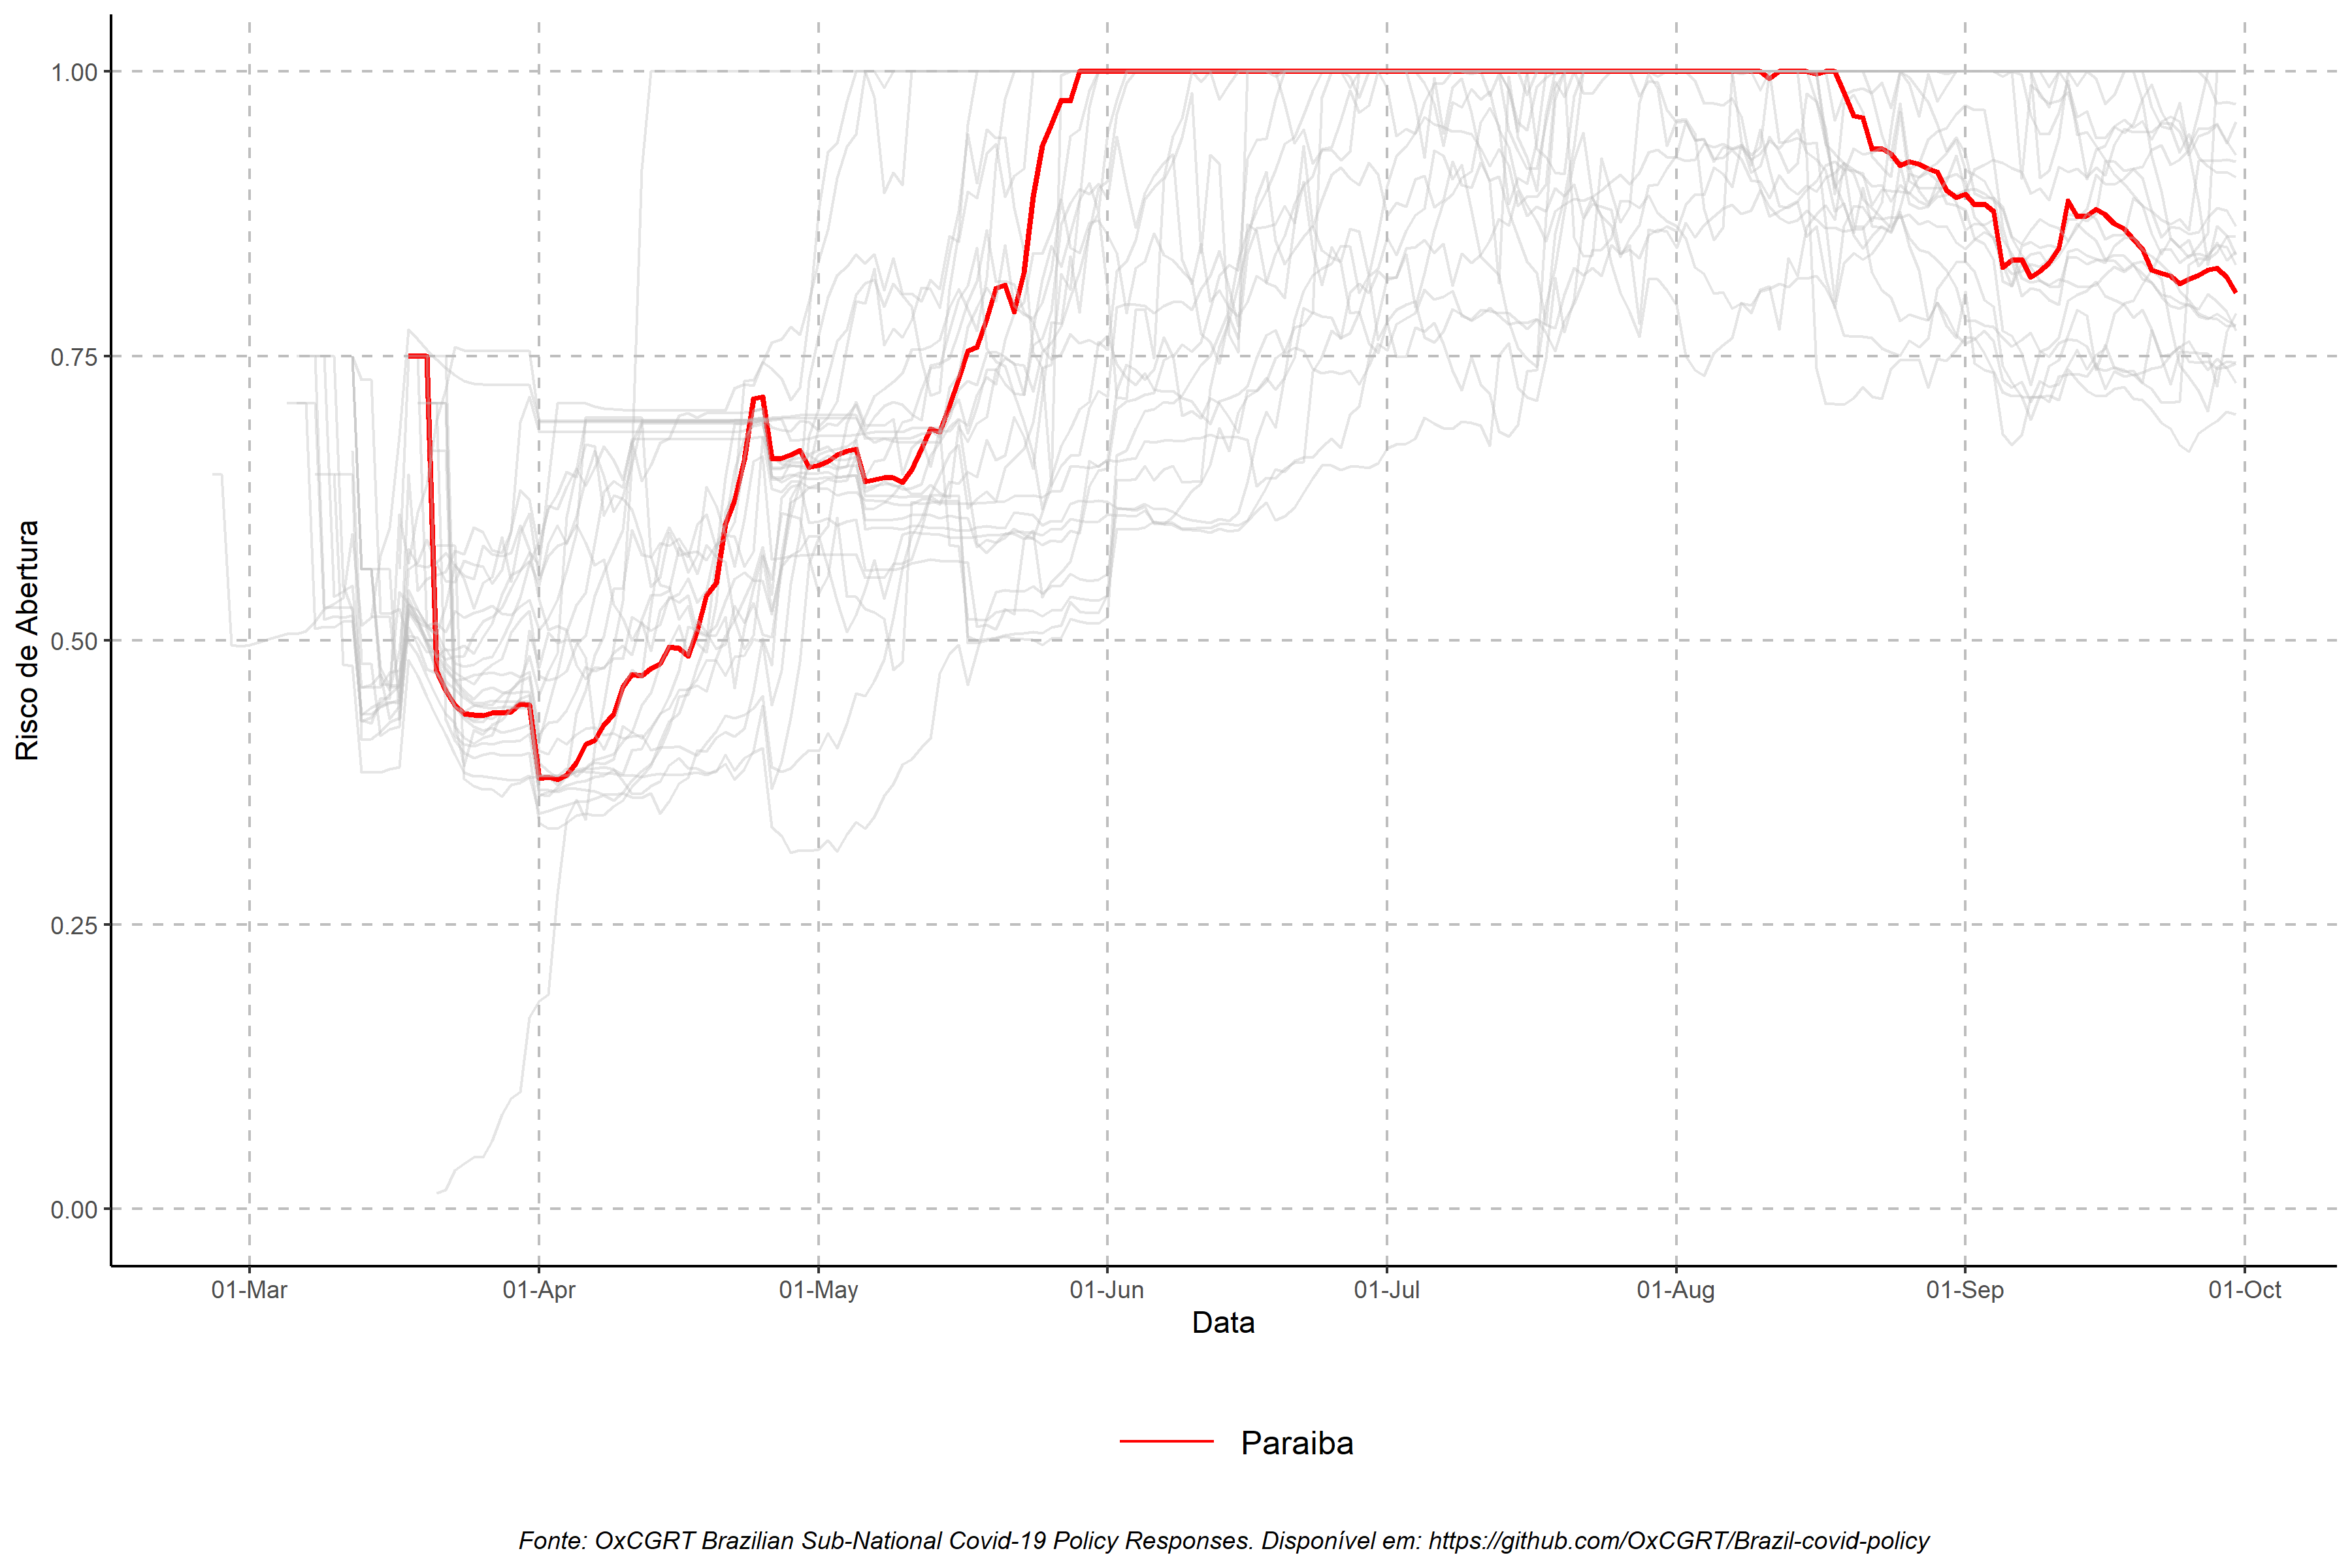 Risco de Abertura
1.00
0.75
0.50
0.25
0.00
01-Mar 01-Apr 01-May 01-Jun 01-Jul 01-Aug 01-Sep 01-Oct
Data
Paraiba
Fonte: OxCGRT Brazilian Sub-National Covid-19 Policy Responses. Disponível em: https://github.com/OxCGRT/Brazil-covid-policy